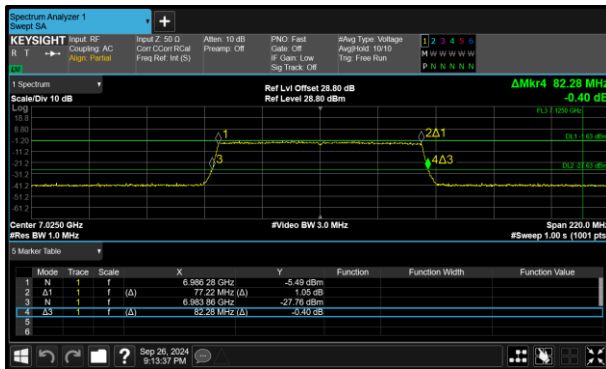 Spectrum Analyzer 1
Swept SA
KEYSIGHT Input: RF Input Z: 50 Ω Atten: 10 dB PNO: Fast #Avg Type: Voltage 1 2 3 4 5 6
R T Coupling: AC Corr CCorr RCal Preamp: Off Gate: Off Avg|Hold: 10/10 M W W W W W
Align: Partial Freq Ref: Int (S) IF Gain: Low Trig: Free Run
Sig Track: Off P N N N N N
1 Spectrum
Ref Lvl Offset 28.80 dB ΔMkr4 82.28 MHz
Scale/Div 10 dB Ref Level 28.80 dBm -0.40 dB
Log
18.8 FL3 7.1250 GHz
8.80
-1.20 1 2Δ1 DL1 -1.63 dBm
-11.2
-21.2 3 4Δ3 DL2 -27.63 dBm
-31.2
-41.2
-51.2
-61.2
Center 7.0250 GHz #Video BW 3.0 MHz Span 220.0 MHz
#Res BW 1.0 MHz #Sweep 1.00 s (1001 pts)
5 Marker Table
Mode Trace Scale X Y Function Function Width Function Value
1 N 1 f 6.986 28 GHz -5.49 dBm
2 Δ1 1 f (Δ) 77.22 MHz (Δ) 1.05 dB
3 N 1 f 6.983 86 GHz -27.76 dBm
4 Δ3 1 f (Δ) 82.28 MHz (Δ) -0.40 dB
5
6
? Sep 26, 2024
9:13:37 PM